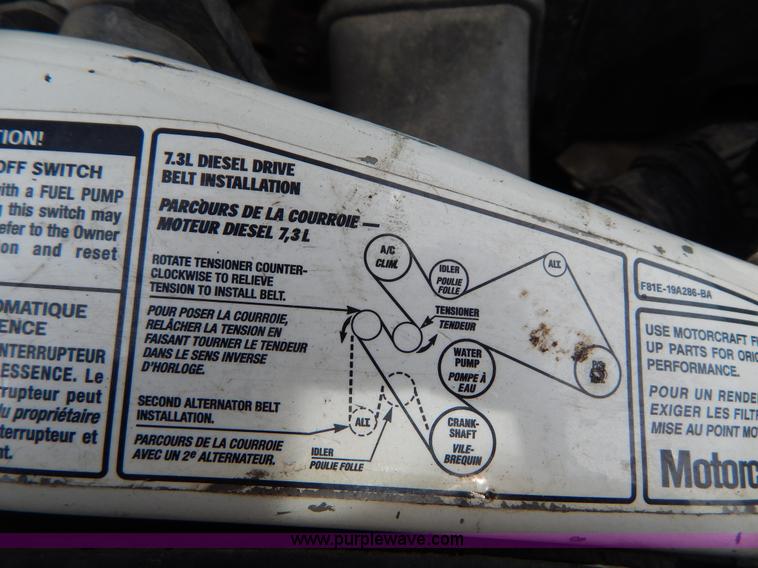 TION!
OFF SWITCH
with a FUEL PUMP
this switch may
refer to the Owner
on and reset
OMATIQUE
ENCE
INTERRUPTEUR
ESSENCE. Le
rrupteur peut
du propriétaire
terrupteur et
nt.
7.3L DIESEL DRIVE
BELT INSTALLATION
PARCOURS DE LA COURROIE —
MOTEUR DIESEL 7,3 L
ROTATE TENSIONER COUNTER-
CLOCKWISE TO RELIEVE
TENSION TO INSTALL BELT.
POUR POSER LA COURROIE,
RELÂCHER LA TENSION EN
FAISANT TOURNER LE TENDEUR
DANS LE SENS INVERSE
D'HORLOGE.
SECOND ALTERNATOR BELT
INSTALLATION.
PARCOURS DE LA COURROIE
AVEC UN 2e ALTERNATEUR.
A/C
CLIM.
IDLER
POULIE
FOLLE
ALT.
TENSIONER
TENDEUR
WATER
PUMP
POMPE À
EAU
PS
ALT.
IDLER
POULIE FOLLE
CRANK-
SHAFT
VILE-
BREQUIN
F81E-19A286-BA
USE MOTORCRAFT F
UP PARTS FOR ORIG
PERFORMANCE.
POUR UN RENDE
EXIGER LES FILT
MISE AU POINT MO
Motorc
www.purplewave.com